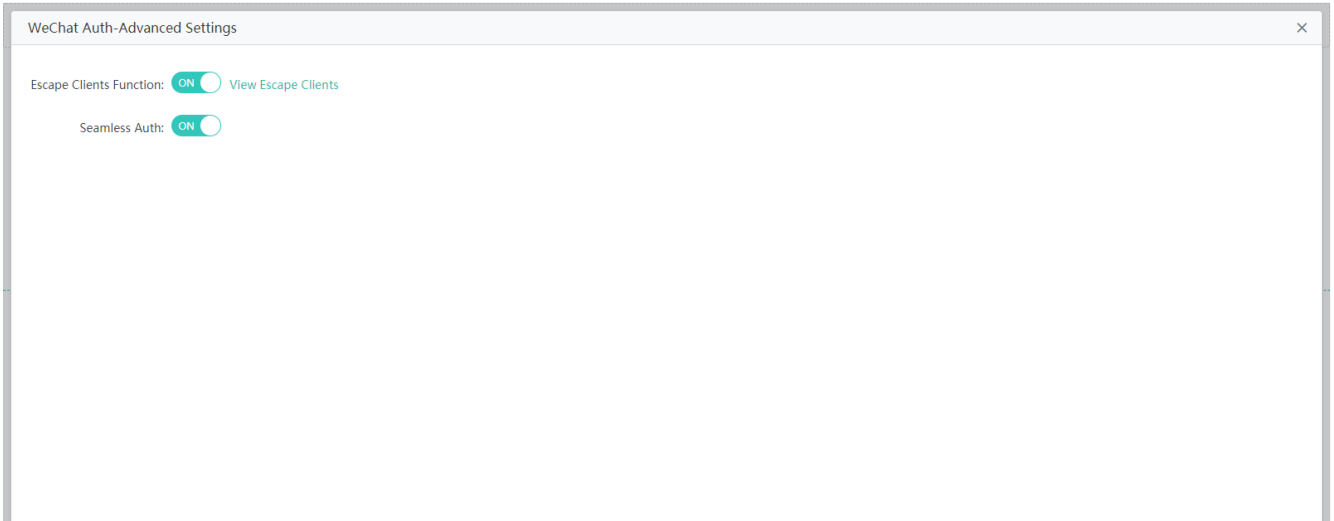 WeChat Auth-Advanced Settings
Escape Clients Function: ON View Escape Clients
Seamless Auth: ON